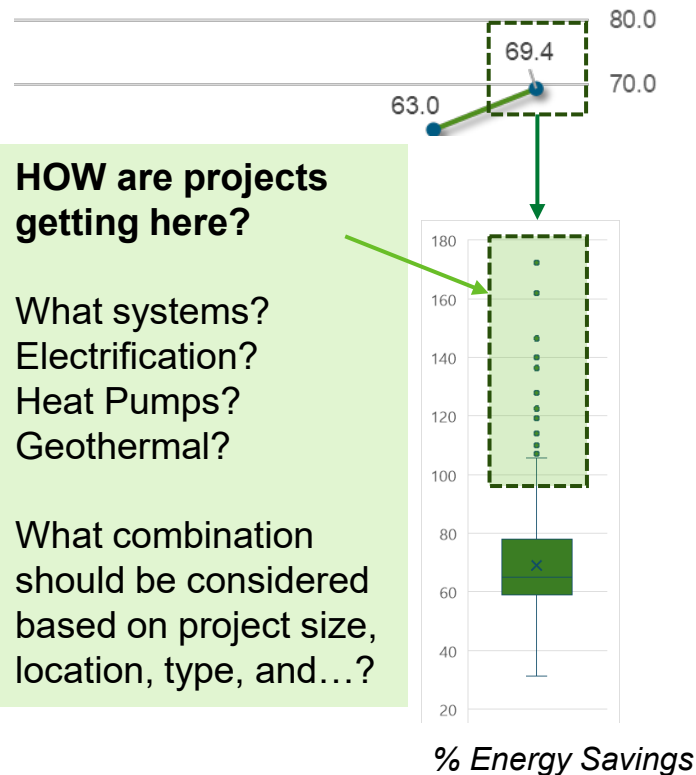 80.0
69.4
70.0
63.0
HOW are projects
getting here?
What systems?
Electrification?
Heat Pumps?
Geothermal?
What combination
should be considered
based on project size,
location, type, and…?
180
160
140
120
100
80
60
40
20
% Energy Savings